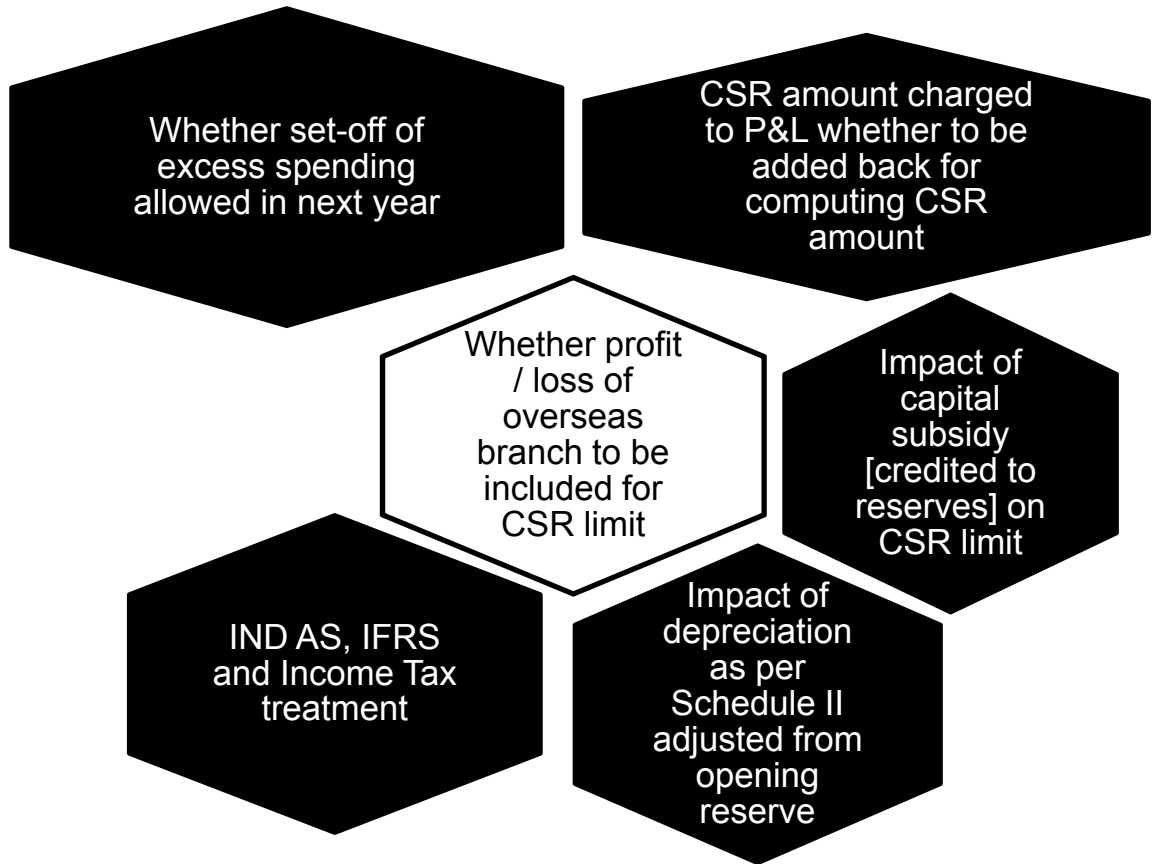 Whether set-off of
excess spending
allowed in next year
CSR amount charged
to P&L whether to be
added back for
computing CSR
amount
Whether profit
/ loss of
overseas
branch to be
included for
CSR limit
Impact of
capital
subsidy
[credited to
reserves] on
CSR limit
IND AS, IFRS
and Income Tax
treatment
Impact of
depreciation
as per
Schedule II
adjusted from
opening
reserve